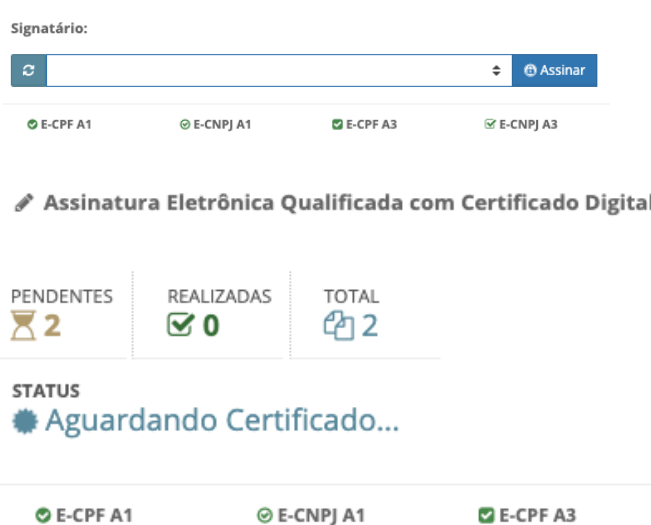 Signatário:
Assinar
E-CPF A1 E-CNPJ A1 E-CPF A3 E-CNPJ A3
Assinatura Eletrônica Qualificada com Certificado Digital
PENDENTES REALIZADAS TOTAL
2 0 2
STATUS
Aguardando Certificado...
E-CPF A1 E-CNPJ A1 E-CPF A3